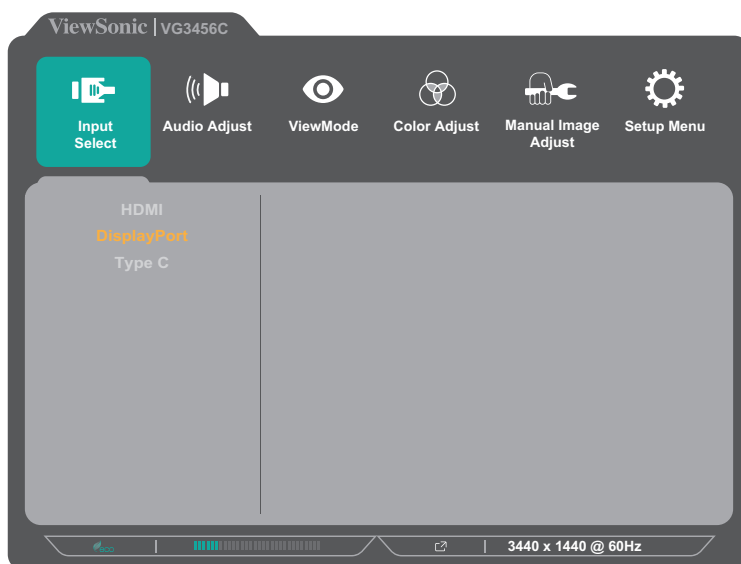 ViewSonic | VG3456C
Input
Select
Audio Adjust
ViewMode
Color Adjust
Manual Image
Adjust
Setup Menu
HDMI
DisplayPort
Type C
eco
3440 x 1440 @ 60Hz